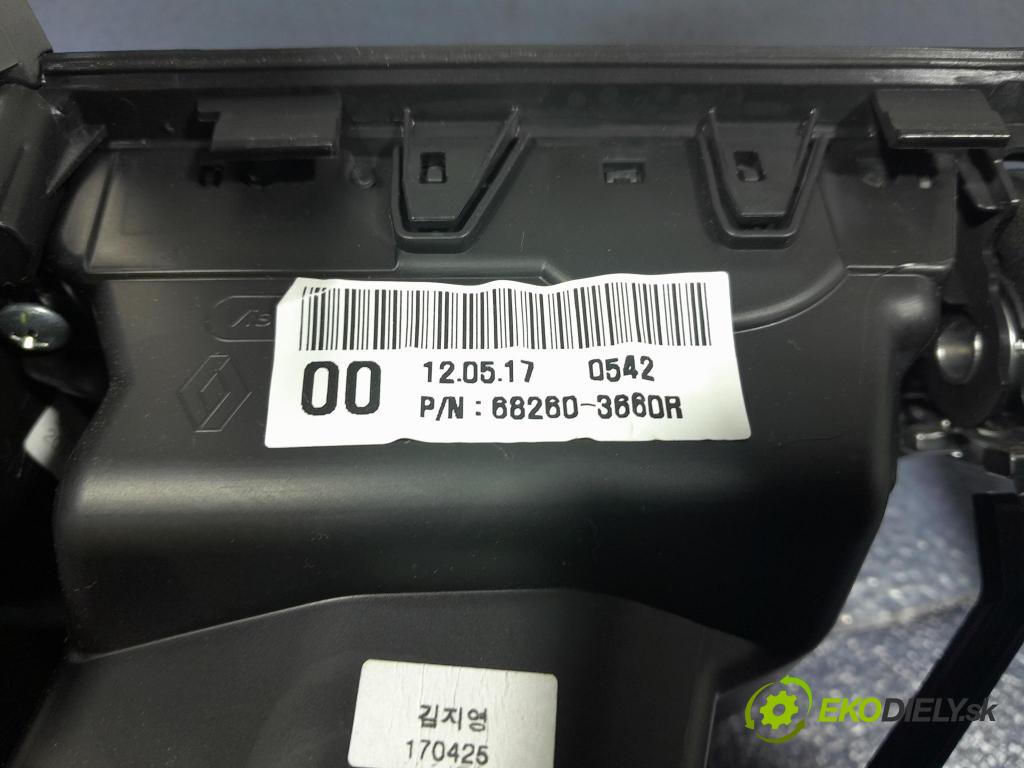 00
12.05.17 0542
P/N : 68260-3660R
김지영
170425
EKODIELY.sk